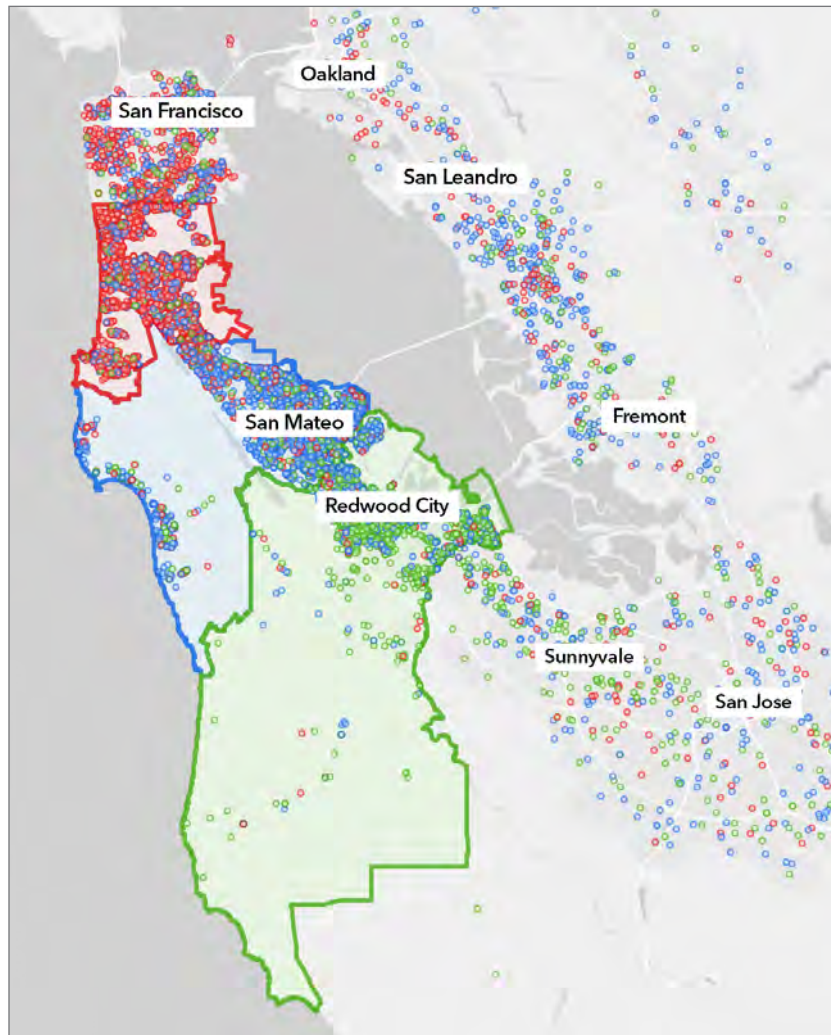 Oakland
San Francisco
San Leandro
Fremont
San Mateo
Redwood City
Sunnyvale
San Jose